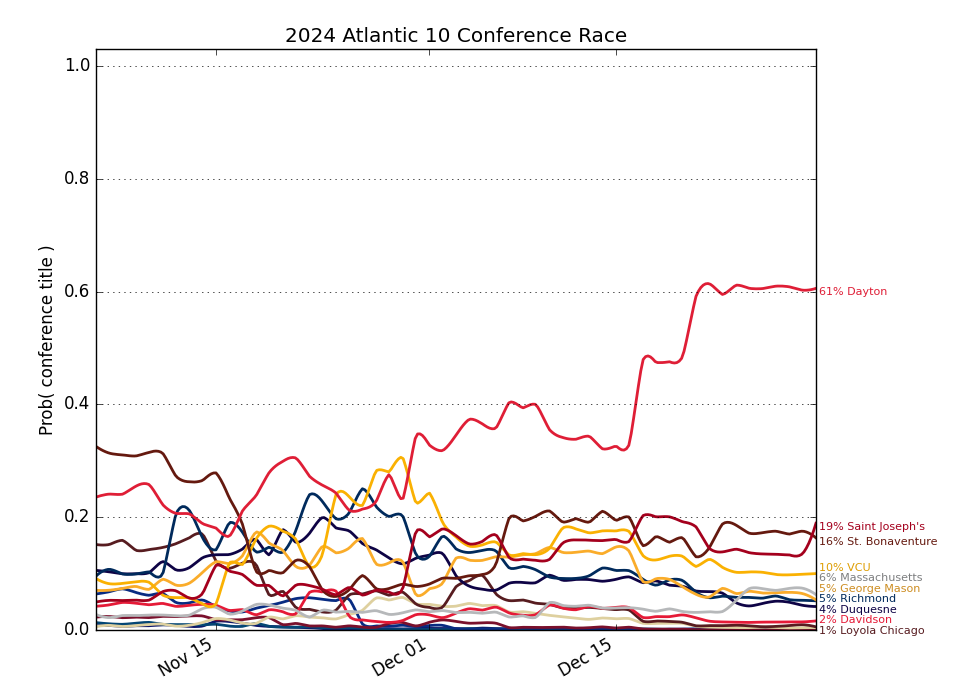 2024 Atlantic 10 Conference Race
Prob( conference title )
1.0
0.8
0.6
0.4
0.2
0.0
Nov 15
Dec 01
Dec 15
61% Dayton
19% Saint Joseph's
16% St. Bonaventure
10% VCU
6% Massachusetts
5% George Mason
5% Richmond
4% Duquesne
2% Davidson
1% Loyola Chicago